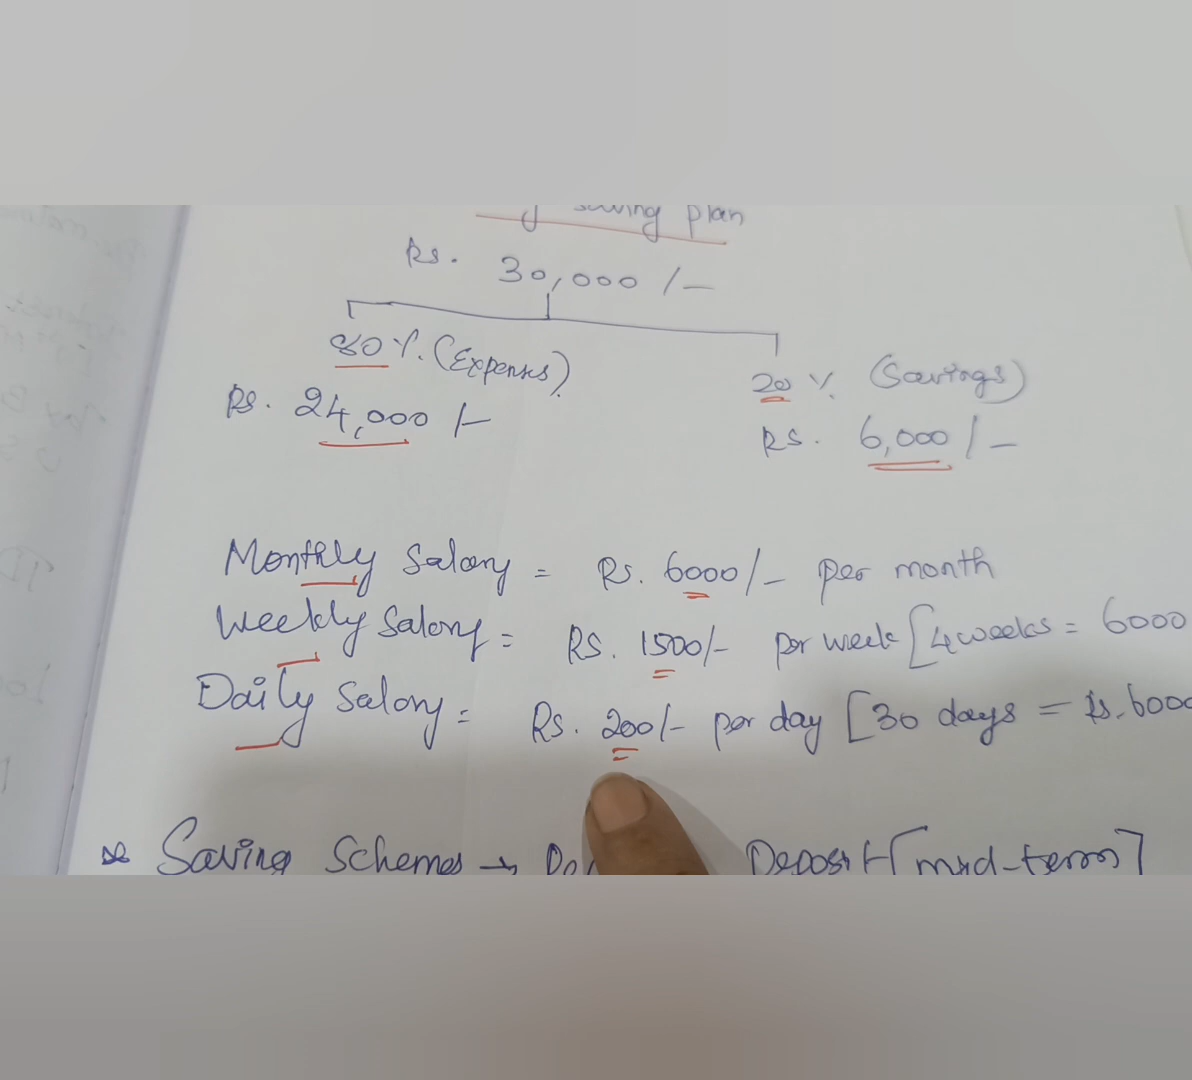 saving plan
Rs. 30,000/-
80%. (Expenses)
20% (Savings)
Rs. 24,000/-
Rs. 6,000/-
Monthly Salary = Rs. 6000/- per month
Weekly Salary = RS. 1500/- per week [4 weeks = 6000
Daily Salary = Rs. 200/- per day [30 days = Rs. 6000
Saving Schemes → Deposit [mid-term]